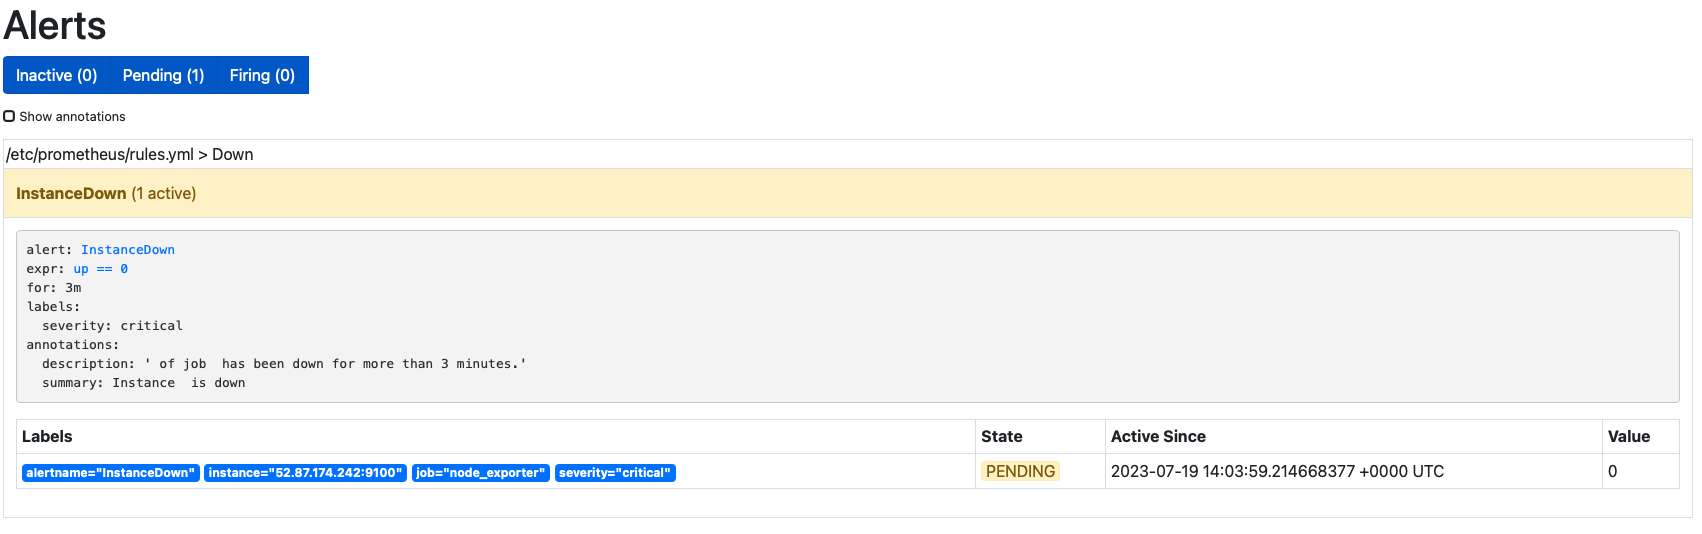 Alerts
Inactive (0) Pending (1) Firing (0)
Show annotations
/etc/prometheus/rules.yml > Down
InstanceDown (1 active)
alert: InstanceDown
expr: up == 0
for: 3m
labels:
  severity: critical
annotations:
  description: ' of job  has been down for more than 3 minutes.'
  summary: Instance  is down
Labels State Active Since Value
alertname="InstanceDown" instance="52.87.174.242:9100" job="node_exporter" severity="critical" PENDING 2023-07-19 14:03:59.214668377 +0000 UTC 0